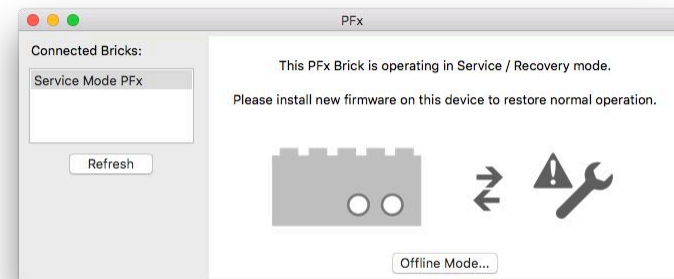 PFx
Connected Bricks:
Service Mode PFx
Refresh
This PFx Brick is operating in Service / Recovery mode.
Please install new firmware on this device to restore normal operation.
Offline Mode...